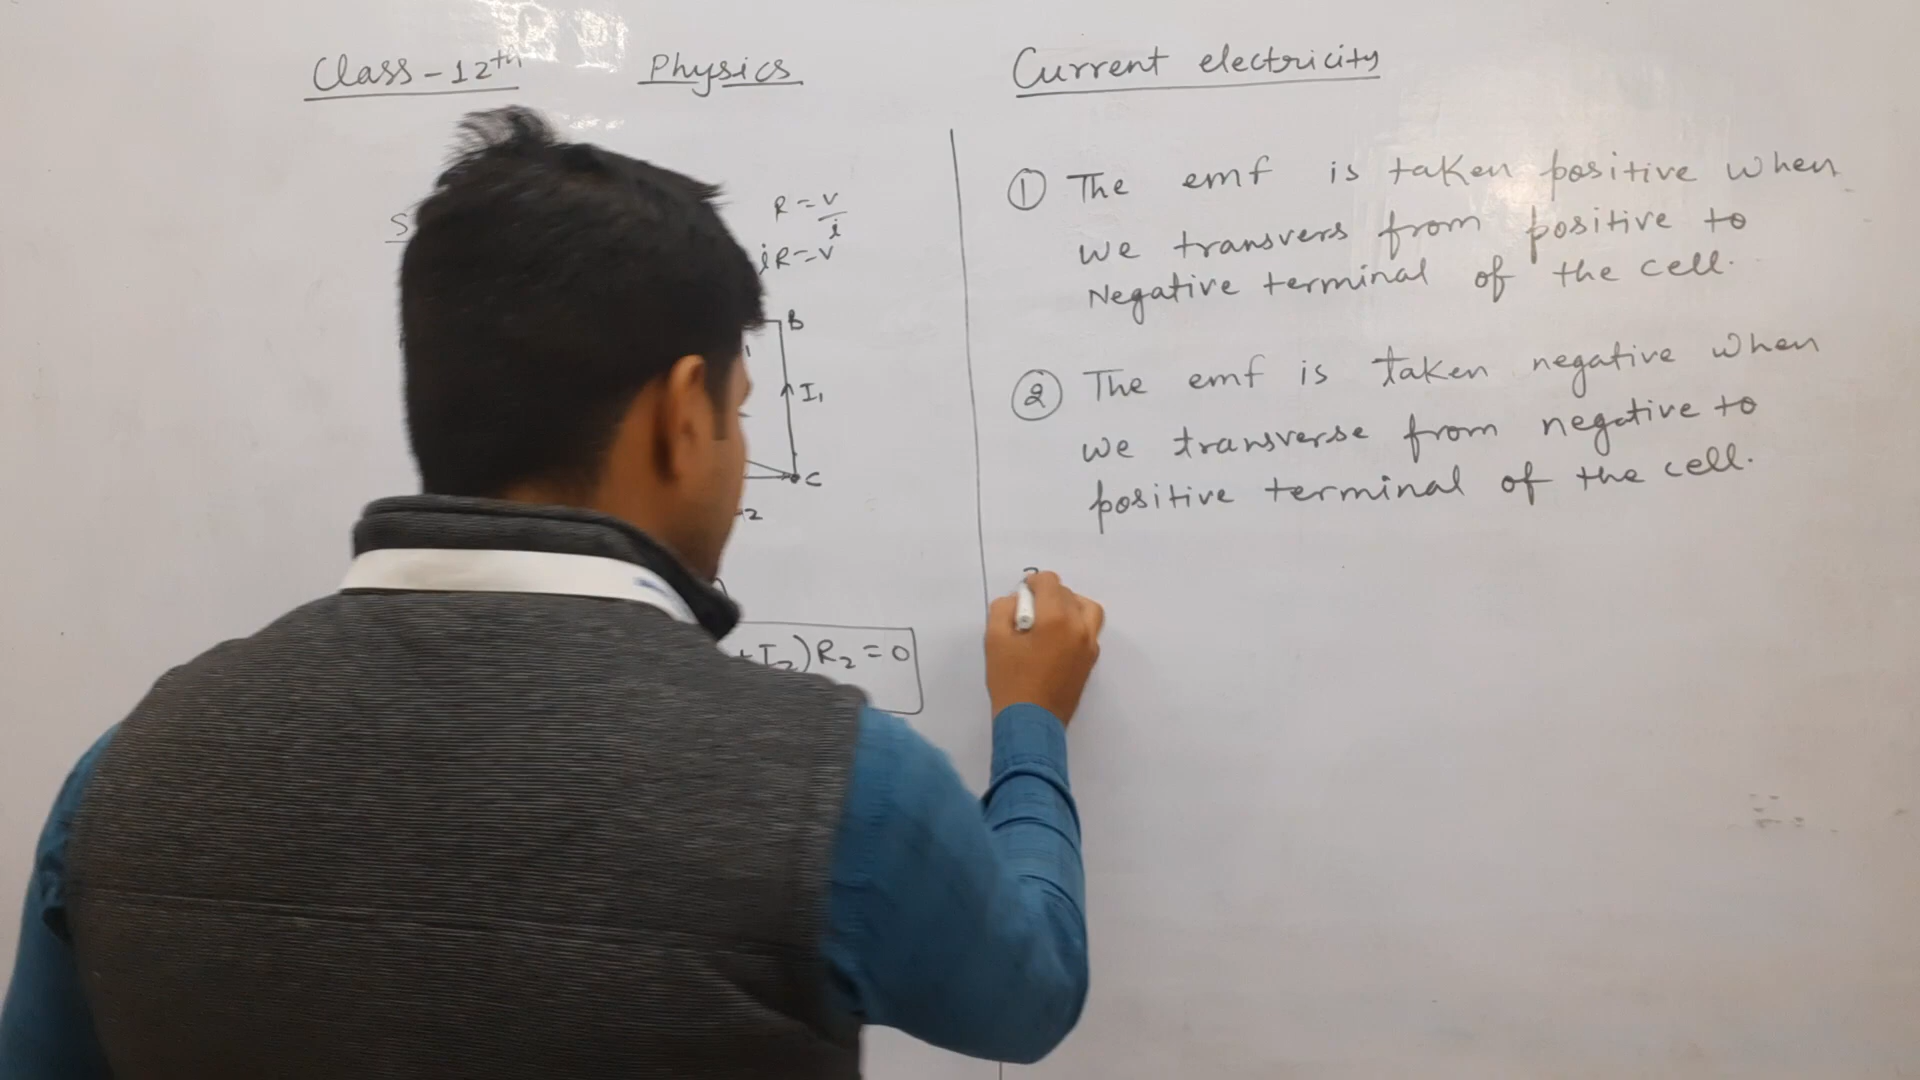 Class-12th Physics Current electricity
R=v/i
iR=v
B
I1
C
2
+I2)R2=0
① The emf is taken positive when
we transvers from positive to
Negative terminal of the cell.
② The emf is taken negative when
we transverse from negative to
positive terminal of the cell.